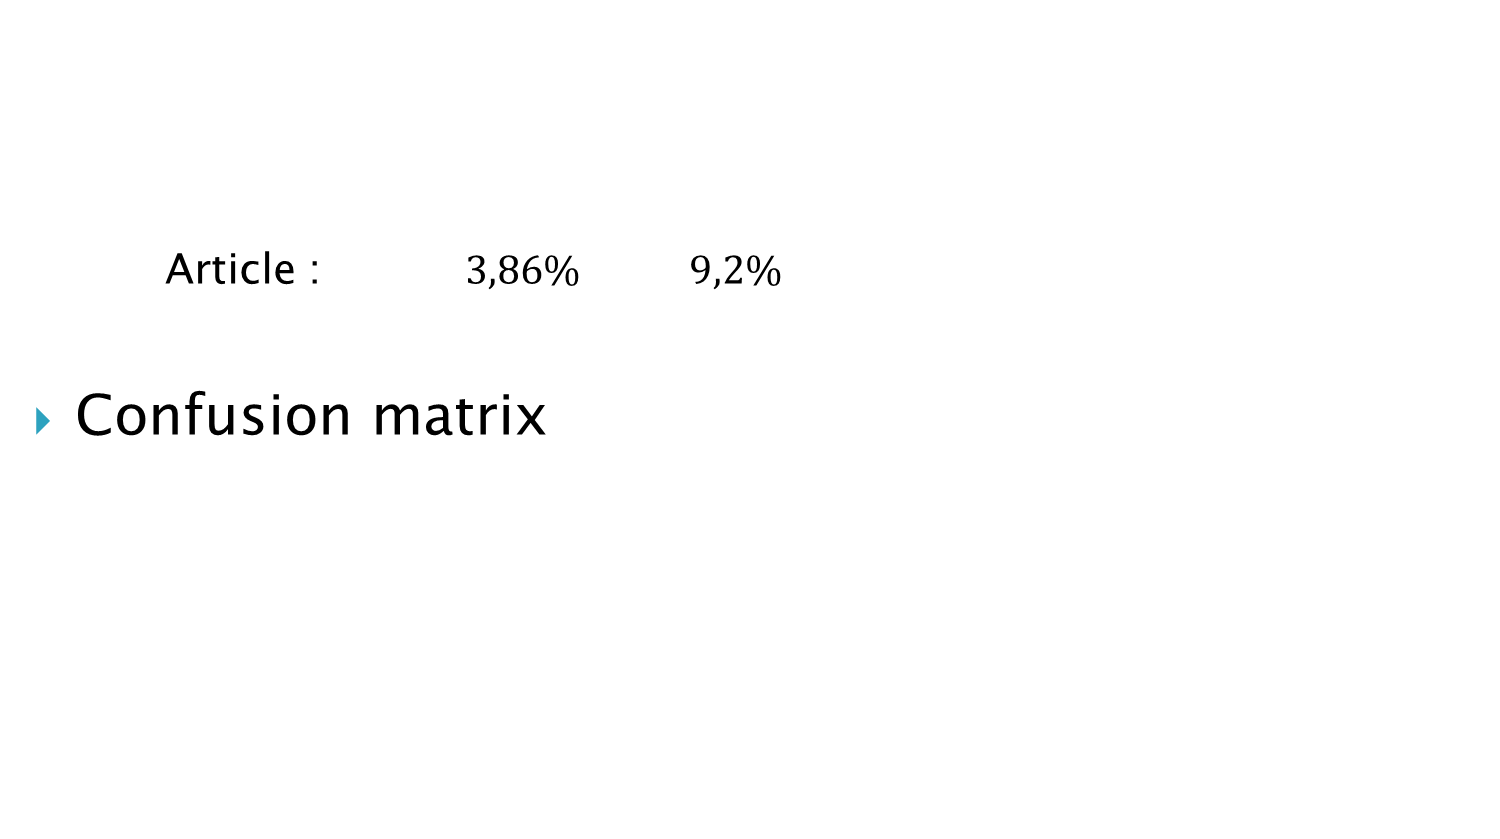 Article : 3,86% 9,2%
Confusion matrix